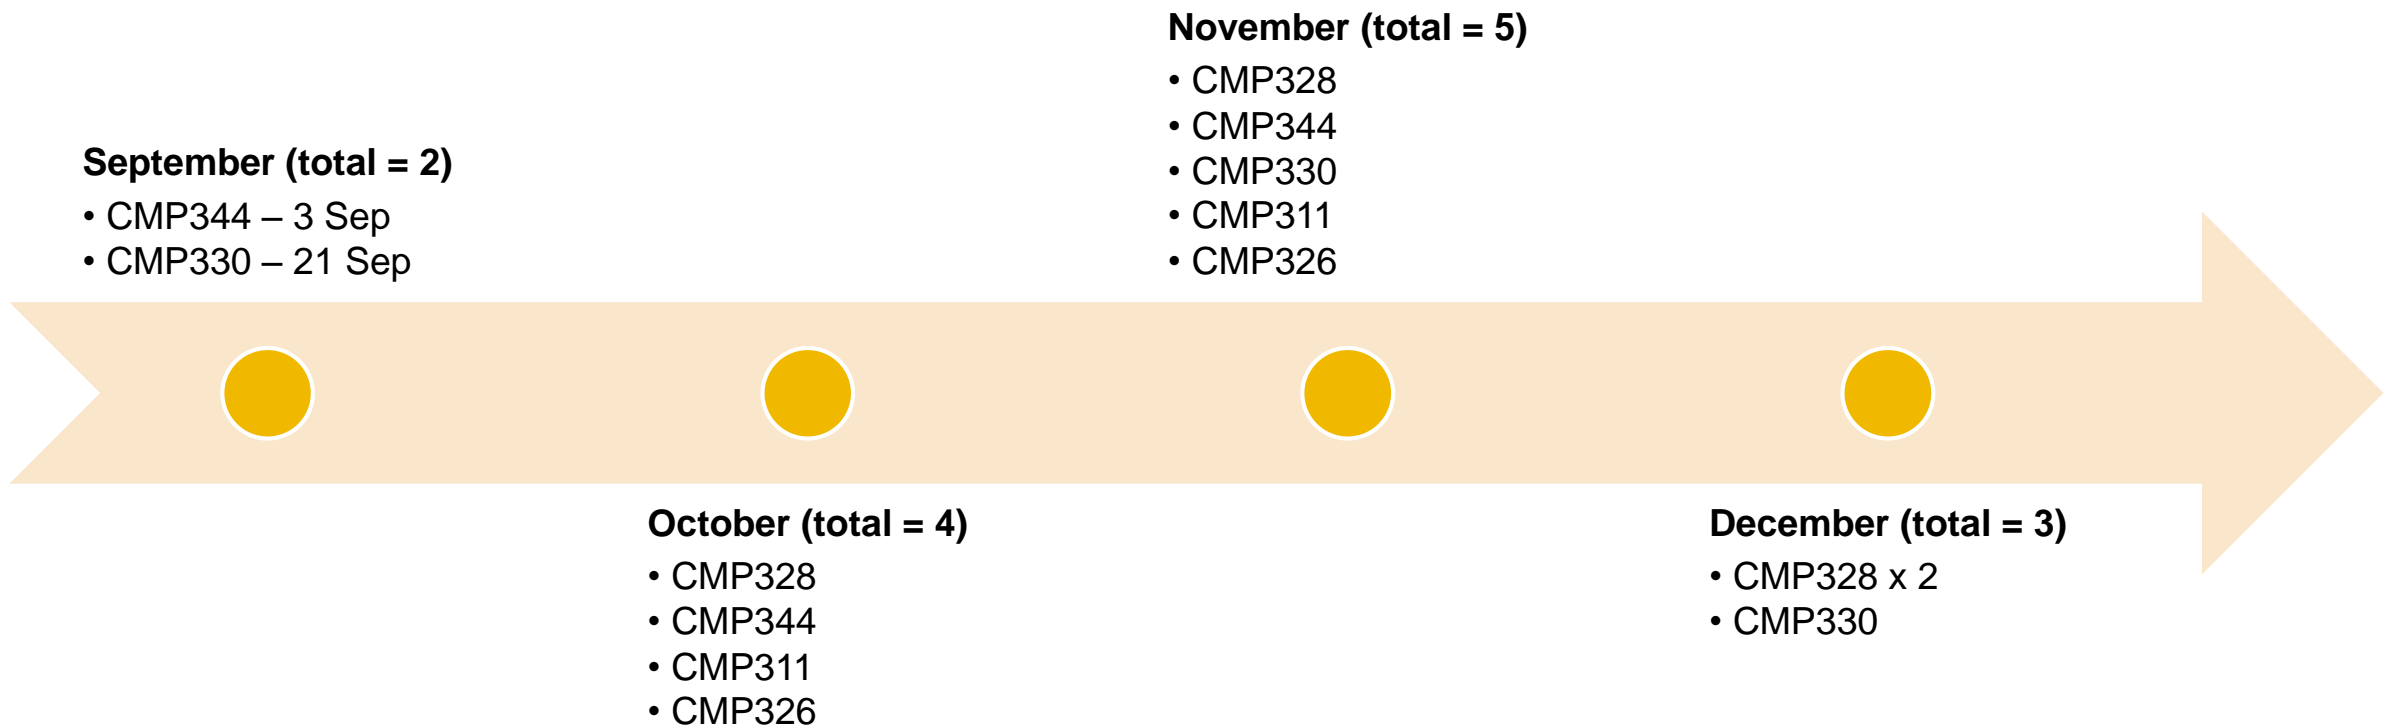 September (total = 2)
• CMP344 – 3 Sep
• CMP330 – 21 Sep
October (total = 4)
• CMP328
• CMP344
• CMP311
• CMP326
November (total = 5)
• CMP328
• CMP344
• CMP330
• CMP311
• CMP326
December (total = 3)
• CMP328 x 2
• CMP330